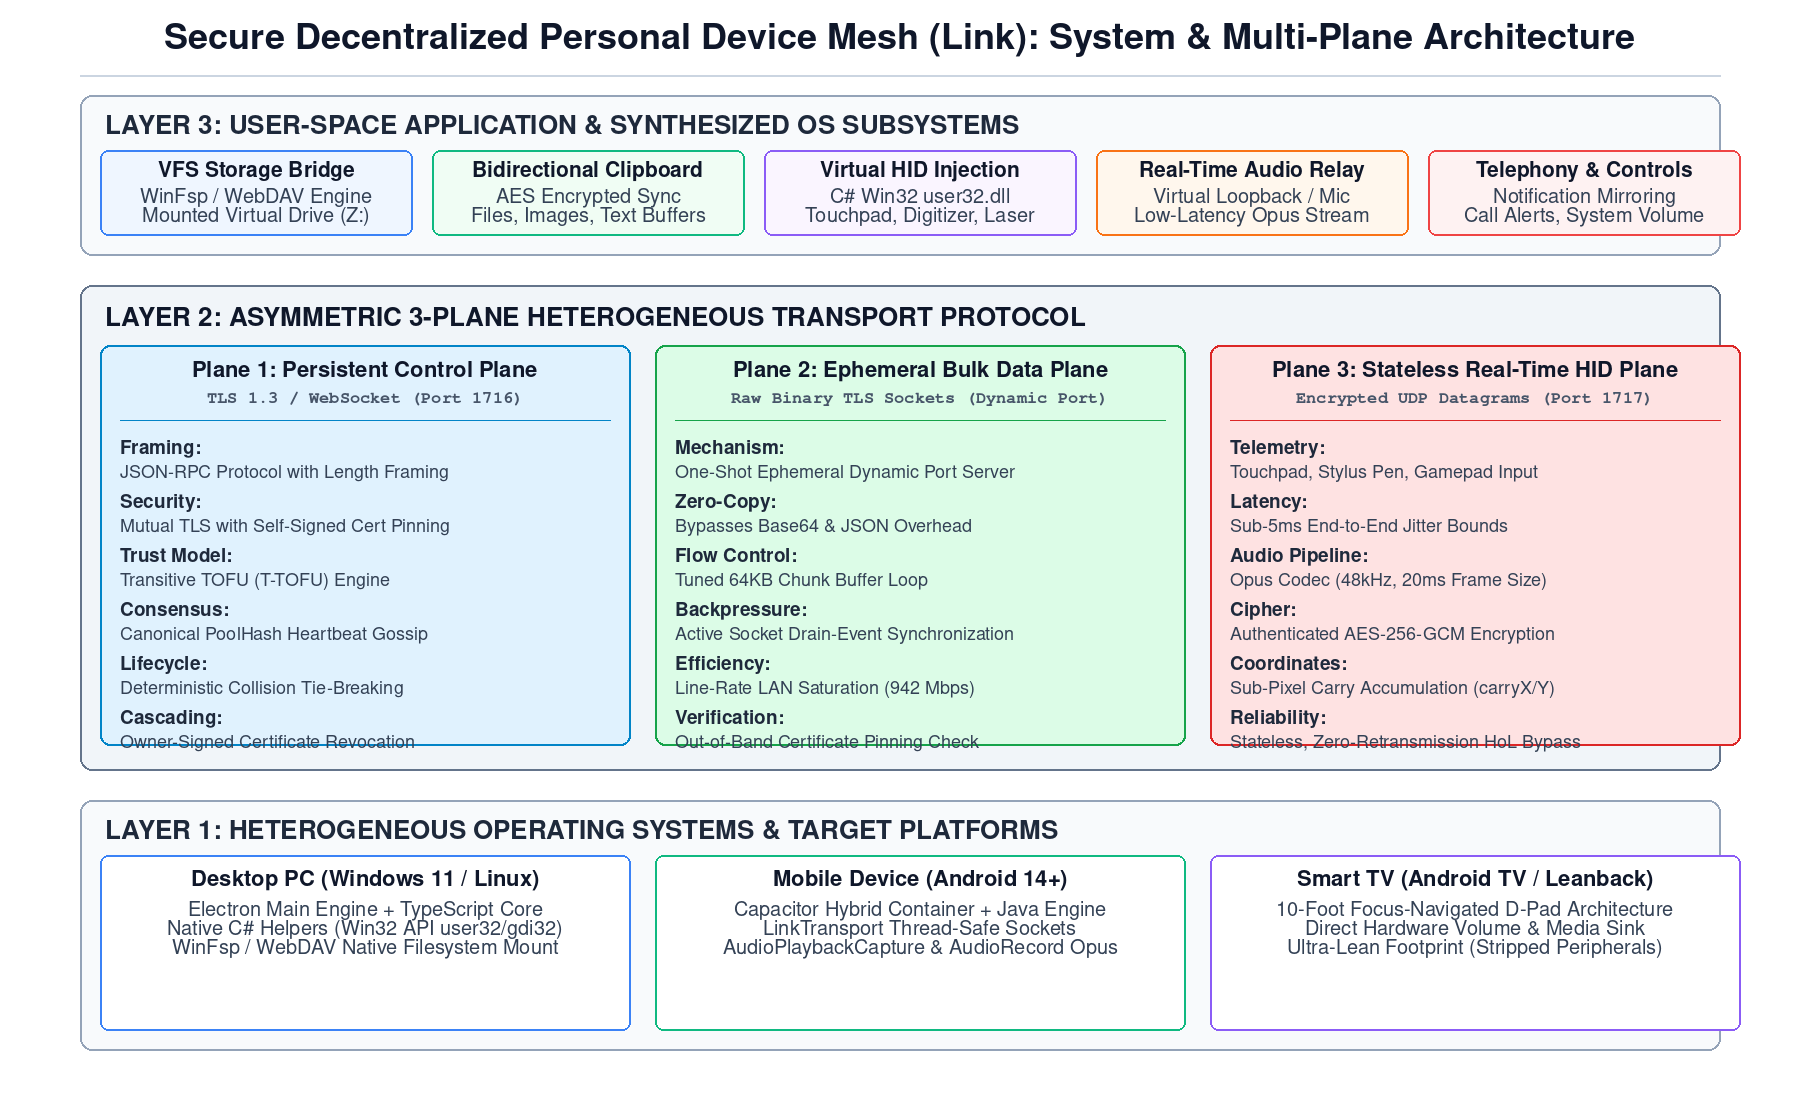 Secure Decentralized Personal Device Mesh (Link): System & Multi-Plane Architecture
LAYER 3: USER-SPACE APPLICATION & SYNTHESIZED OS SUBSYSTEMS
VFS Storage Bridge
WinFsp / WebDAV Engine
Mounted Virtual Drive (Z:)
Bidirectional Clipboard
AES Encrypted Sync
Files, Images, Text Buffers
Virtual HID Injection
C# Win32 user32.dll
Touchpad, Digitizer, Laser
Real-Time Audio Relay
Virtual Loopback / Mic
Low-Latency Opus Stream
Telephony & Controls
Notification Mirroring
Call Alerts, System Volume
LAYER 2: ASYMMETRIC 3-PLANE HETEROGENEOUS TRANSPORT PROTOCOL
Plane 1: Persistent Control Plane
TLS 1.3 / WebSocket (Port 1716)
Framing:
JSON-RPC Protocol with Length Framing
Security:
Mutual TLS with Self-Signed Cert Pinning
Trust Model:
Transitive TOFU (T-TOFU) Engine
Consensus:
Canonical PoolHash Heartbeat Gossip
Lifecycle:
Deterministic Collision Tie-Breaking
Cascading:
Owner-Signed Certificate Revocation
Plane 2: Ephemeral Bulk Data Plane
Raw Binary TLS Sockets (Dynamic Port)
Mechanism:
One-Shot Ephemeral Dynamic Port Server
Zero-Copy:
Bypasses Base64 & JSON Overhead
Flow Control:
Tuned 64KB Chunk Buffer Loop
Backpressure:
Active Socket Drain-Event Synchronization
Efficiency:
Line-Rate LAN Saturation (942 Mbps)
Verification:
Out-of-Band Certificate Pinning Check
Plane 3: Stateless Real-Time HID Plane
Encrypted UDP Datagrams (Port 1717)
Telemetry:
Touchpad, Stylus Pen, Gamepad Input
Latency:
Sub-5ms End-to-End Jitter Bounds
Audio Pipeline:
Opus Codec (48kHz, 20ms Frame Size)
Cipher:
Authenticated AES-256-GCM Encryption
Coordinates:
Sub-Pixel Carry Accumulation (carryX/Y)
Reliability:
Stateless, Zero-Retransmission HoL Bypass
LAYER 1: HETEROGENEOUS OPERATING SYSTEMS & TARGET PLATFORMS
Desktop PC (Windows 11 / Linux)
Electron Main Engine + TypeScript Core
Native C# Helpers (Win32 API user32/gdi32)
WinFsp / WebDAV Native Filesystem Mount
Mobile Device (Android 14+)
Capacitor Hybrid Container + Java Engine
LinkTransport Thread-Safe Sockets
AudioPlaybackCapture & AudioRecord Opus
Smart TV (Android TV / Leanback)
10-Foot Focus-Navigated D-Pad Architecture
Direct Hardware Volume & Media Sink
Ultra-Lean Footprint (Stripped Peripherals)